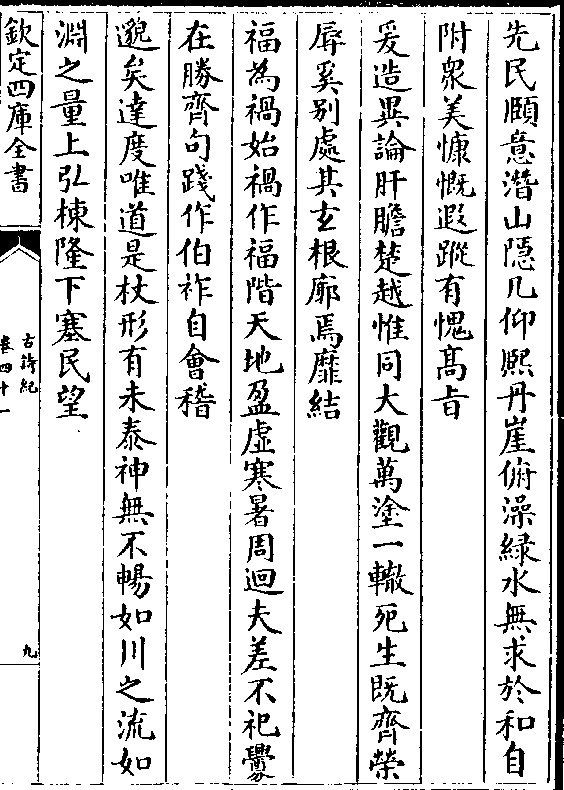 先民頤意潛山隱几仰熙丹崖俯澡綠水無求於和自
附衆美慷慨遐蹤有愧髙㫖
爰造異論肝膽楚越惟同大觀萬塗一轍死生既齊榮
辱奚别處其𤣥根廓焉靡結
福為禍始禍作福階天地盈虛寒暑周迴夫差不祀釁
在勝齊句踐作伯祚自會稽
邈矣達度唯道是杖形有未泰神無不暢如川之流如
淵之量上弘棟隆下塞民望
欽定四庫全書
古詩紀
卷四十一
九